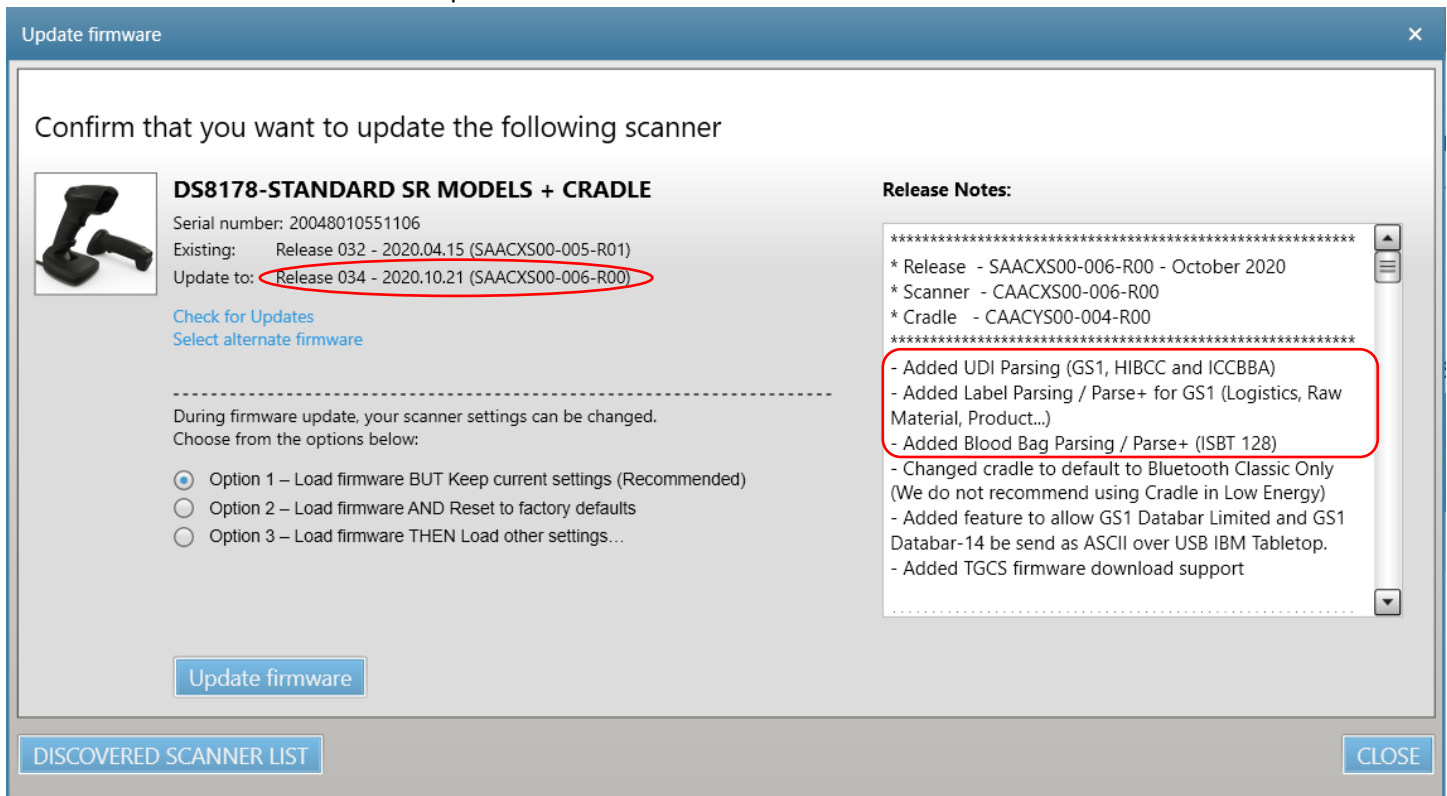 Update firmware
Confirm that you want to update the following scanner
DS8178-STANDARD SR MODELS + CRADLE
Serial number: 20048010551106
Existing: Release 032 - 2020.04.15 (SAACXS00-005-R01)
Update to: Release 034 - 2020.10.21 (SAACXS00-006-R00)
Check for Updates
Select alternate firmware
During firmware update, your scanner settings can be changed.
Choose from the options below:
Option 1 – Load firmware BUT Keep current settings (Recommended)
Option 2 – Load firmware AND Reset to factory defaults
Option 3 – Load firmware THEN Load other settings…
Update firmware
Release Notes:
************************************************************
* Release - SAACXS00-006-R00 - October 2020
* Scanner - CAACXS00-006-R00
* Cradle - CAACYS00-004-R00
************************************************************
- Added UDI Parsing (GS1, HIBCC and ICCBBA)
- Added Label Parsing / Parse+ for GS1 (Logistics, Raw
Material, Product...)
- Added Blood Bag Parsing / Parse+ (ISBT 128)
- Changed cradle to default to Bluetooth Classic Only
(We do not recommend using Cradle in Low Energy)
- Added feature to allow GS1 Databar Limited and GS1
Databar-14 be send as ASCII over USB IBM Tabletop.
- Added TGCS firmware download support
DISCOVERED SCANNER LIST
CLOSE